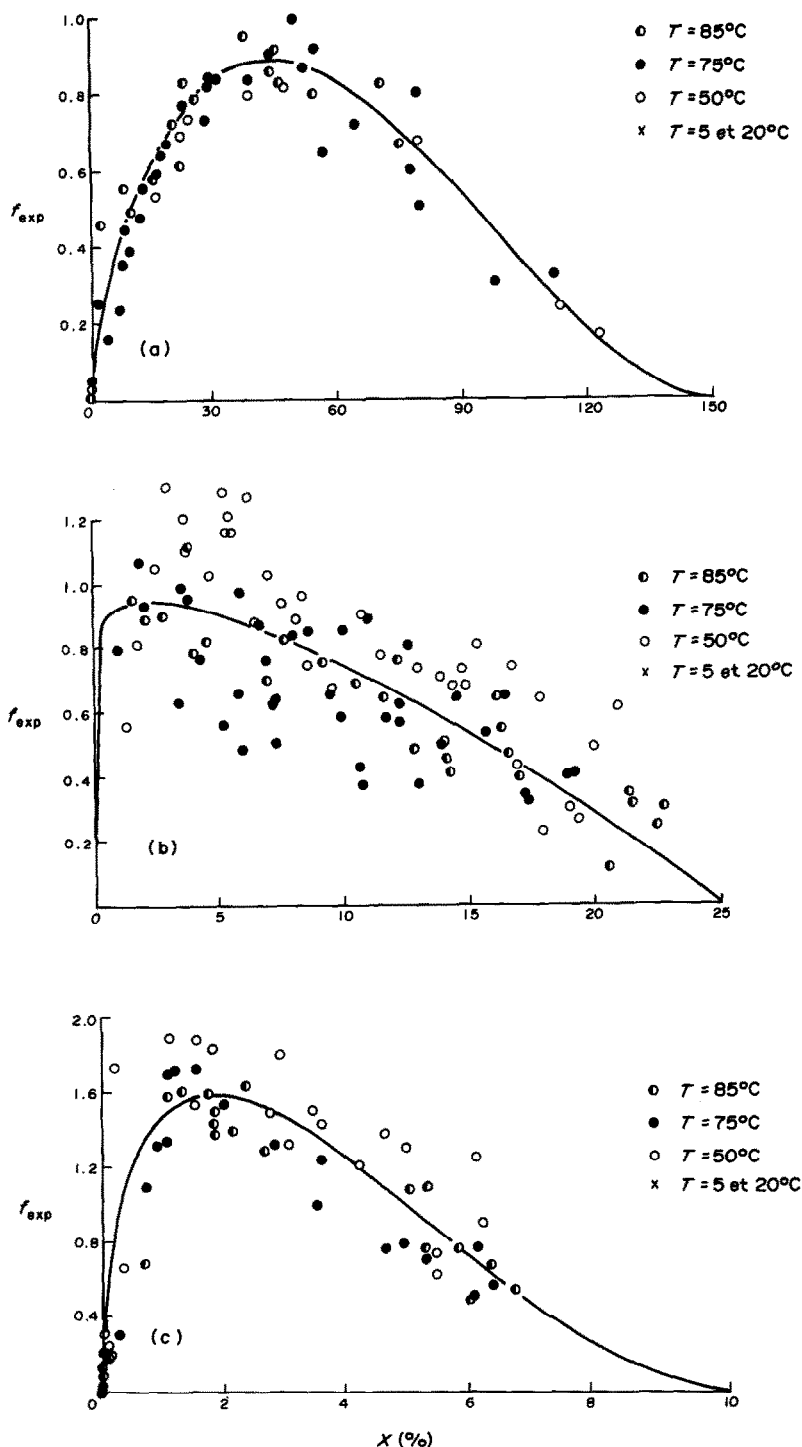 1.0
0.8
0.6
0.4
0.2
0
f exp
(a)
30
60
90
120
150
T = 85°C
T = 75°C
T = 50°C
x T = 5 et 20°C
1.2
1.0
0.8
0.6
0.4
0.2
0
f exp
(b)
5
10
15
20
25
T = 85°C
T = 75°C
T = 50°C
x T = 5 et 20°C
2.0
1.6
1.2
0.8
0.4
0
f exp
(c)
2
4
6
8
10
T = 85°C
T = 75°C
T = 50°C
x T = 5 et 20°C
X (%)